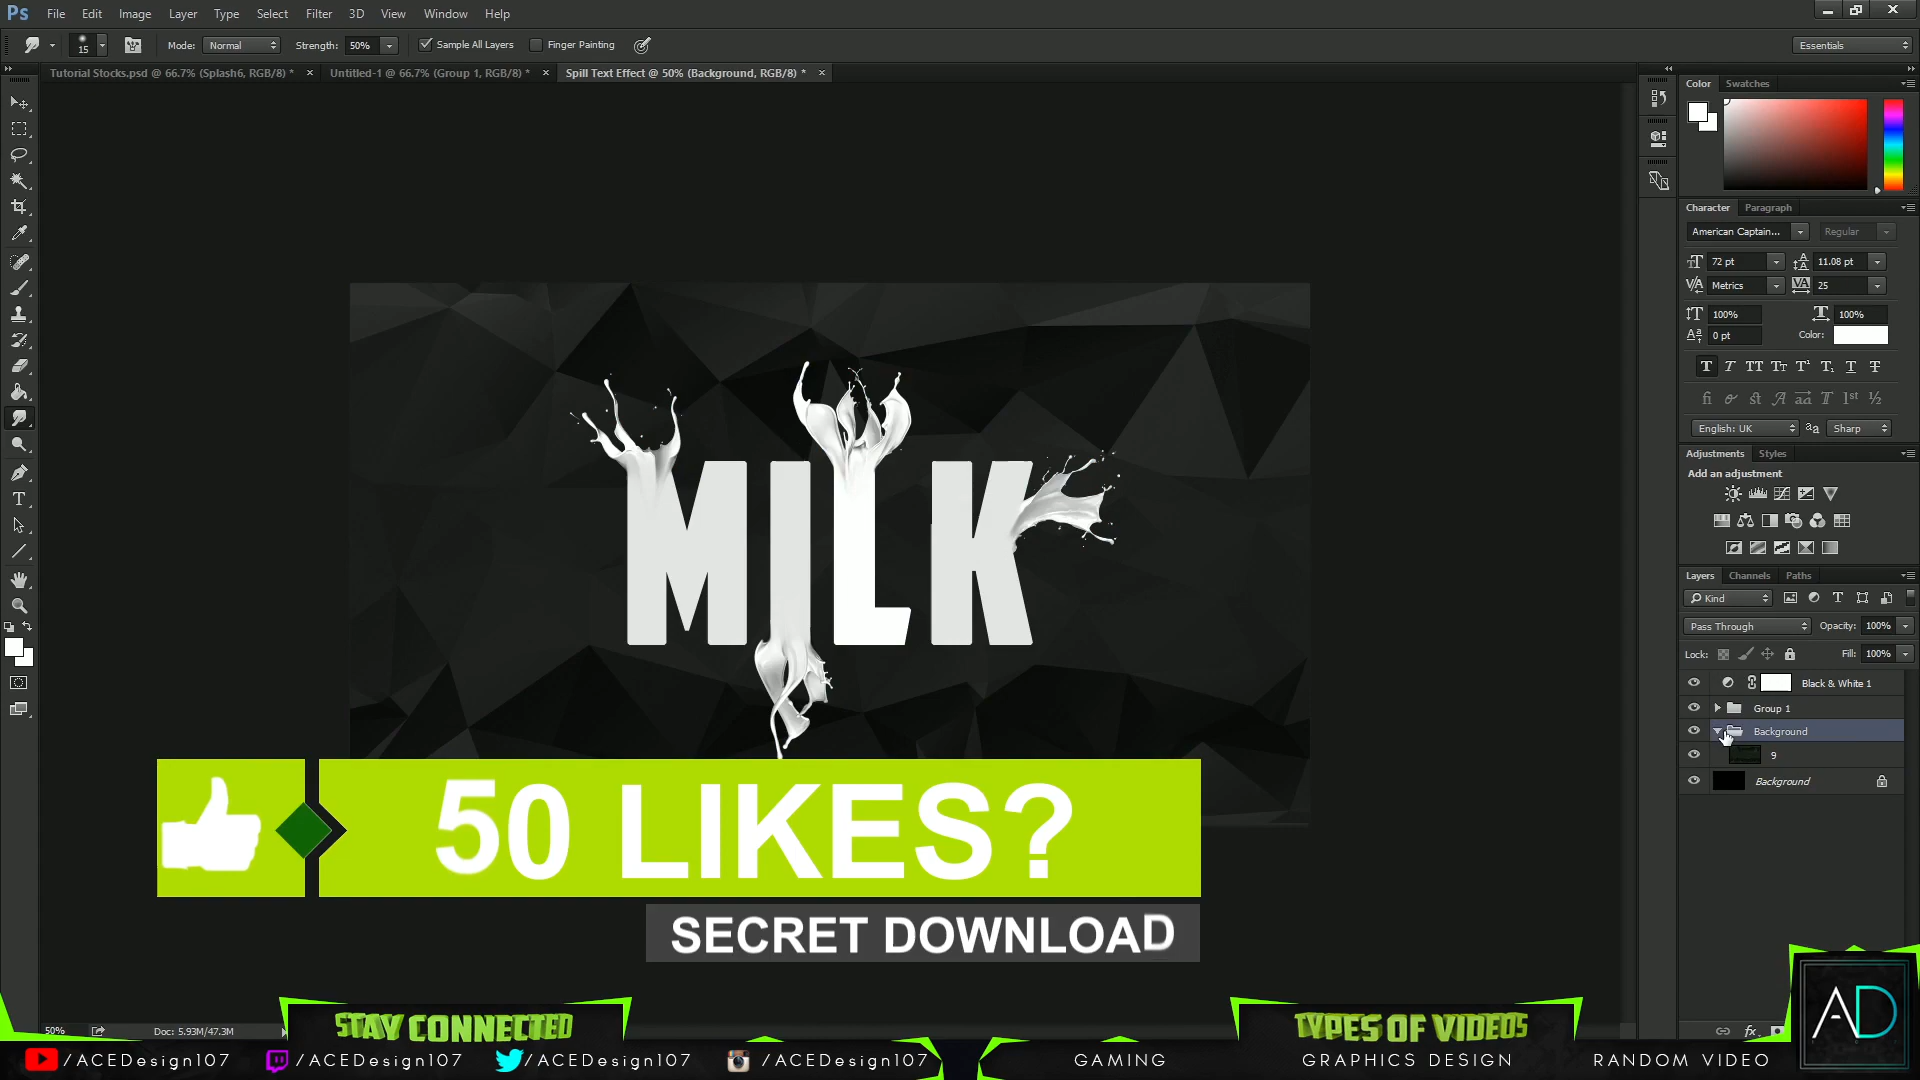 Ps File Edit Image Layer Type Select Filter 3D View Window Help
15 Mode: Normal Strength: 50% Sample All Layers Finger Painting Essentials
Tutorial Stocks.psd @ 66.7% (Splash6, RGB/8) * × Untitled-1 @ 66.7% (Group 1, RGB/8) * × Spill Text Effect @ 50% (Background, RGB/8) * ×
Color Swatches
Character Paragraph
American Captain... Regular
72 pt 11.08 pt
Metrics 25
100% 100%
0 pt Color:
English: UK Sharp
Adjustments Styles
Add an adjustment
Layers Channels Paths
Kind
Pass Through Opacity: 100%
Lock: Fill: 100%
Black & White 1
Group 1
Background
9
Background
MILK
50 LIKES?
SECRET DOWNLOAD
50% Doc: 5.93M/47.3M
fx
AD
STAY CONNECTED TYPES OF VIDEOS
/ACEDesign107 /ACEDesign107 /ACEDesign107 /ACEDesign107 GAMING GRAPHICS DESIGN RANDOM VIDEO